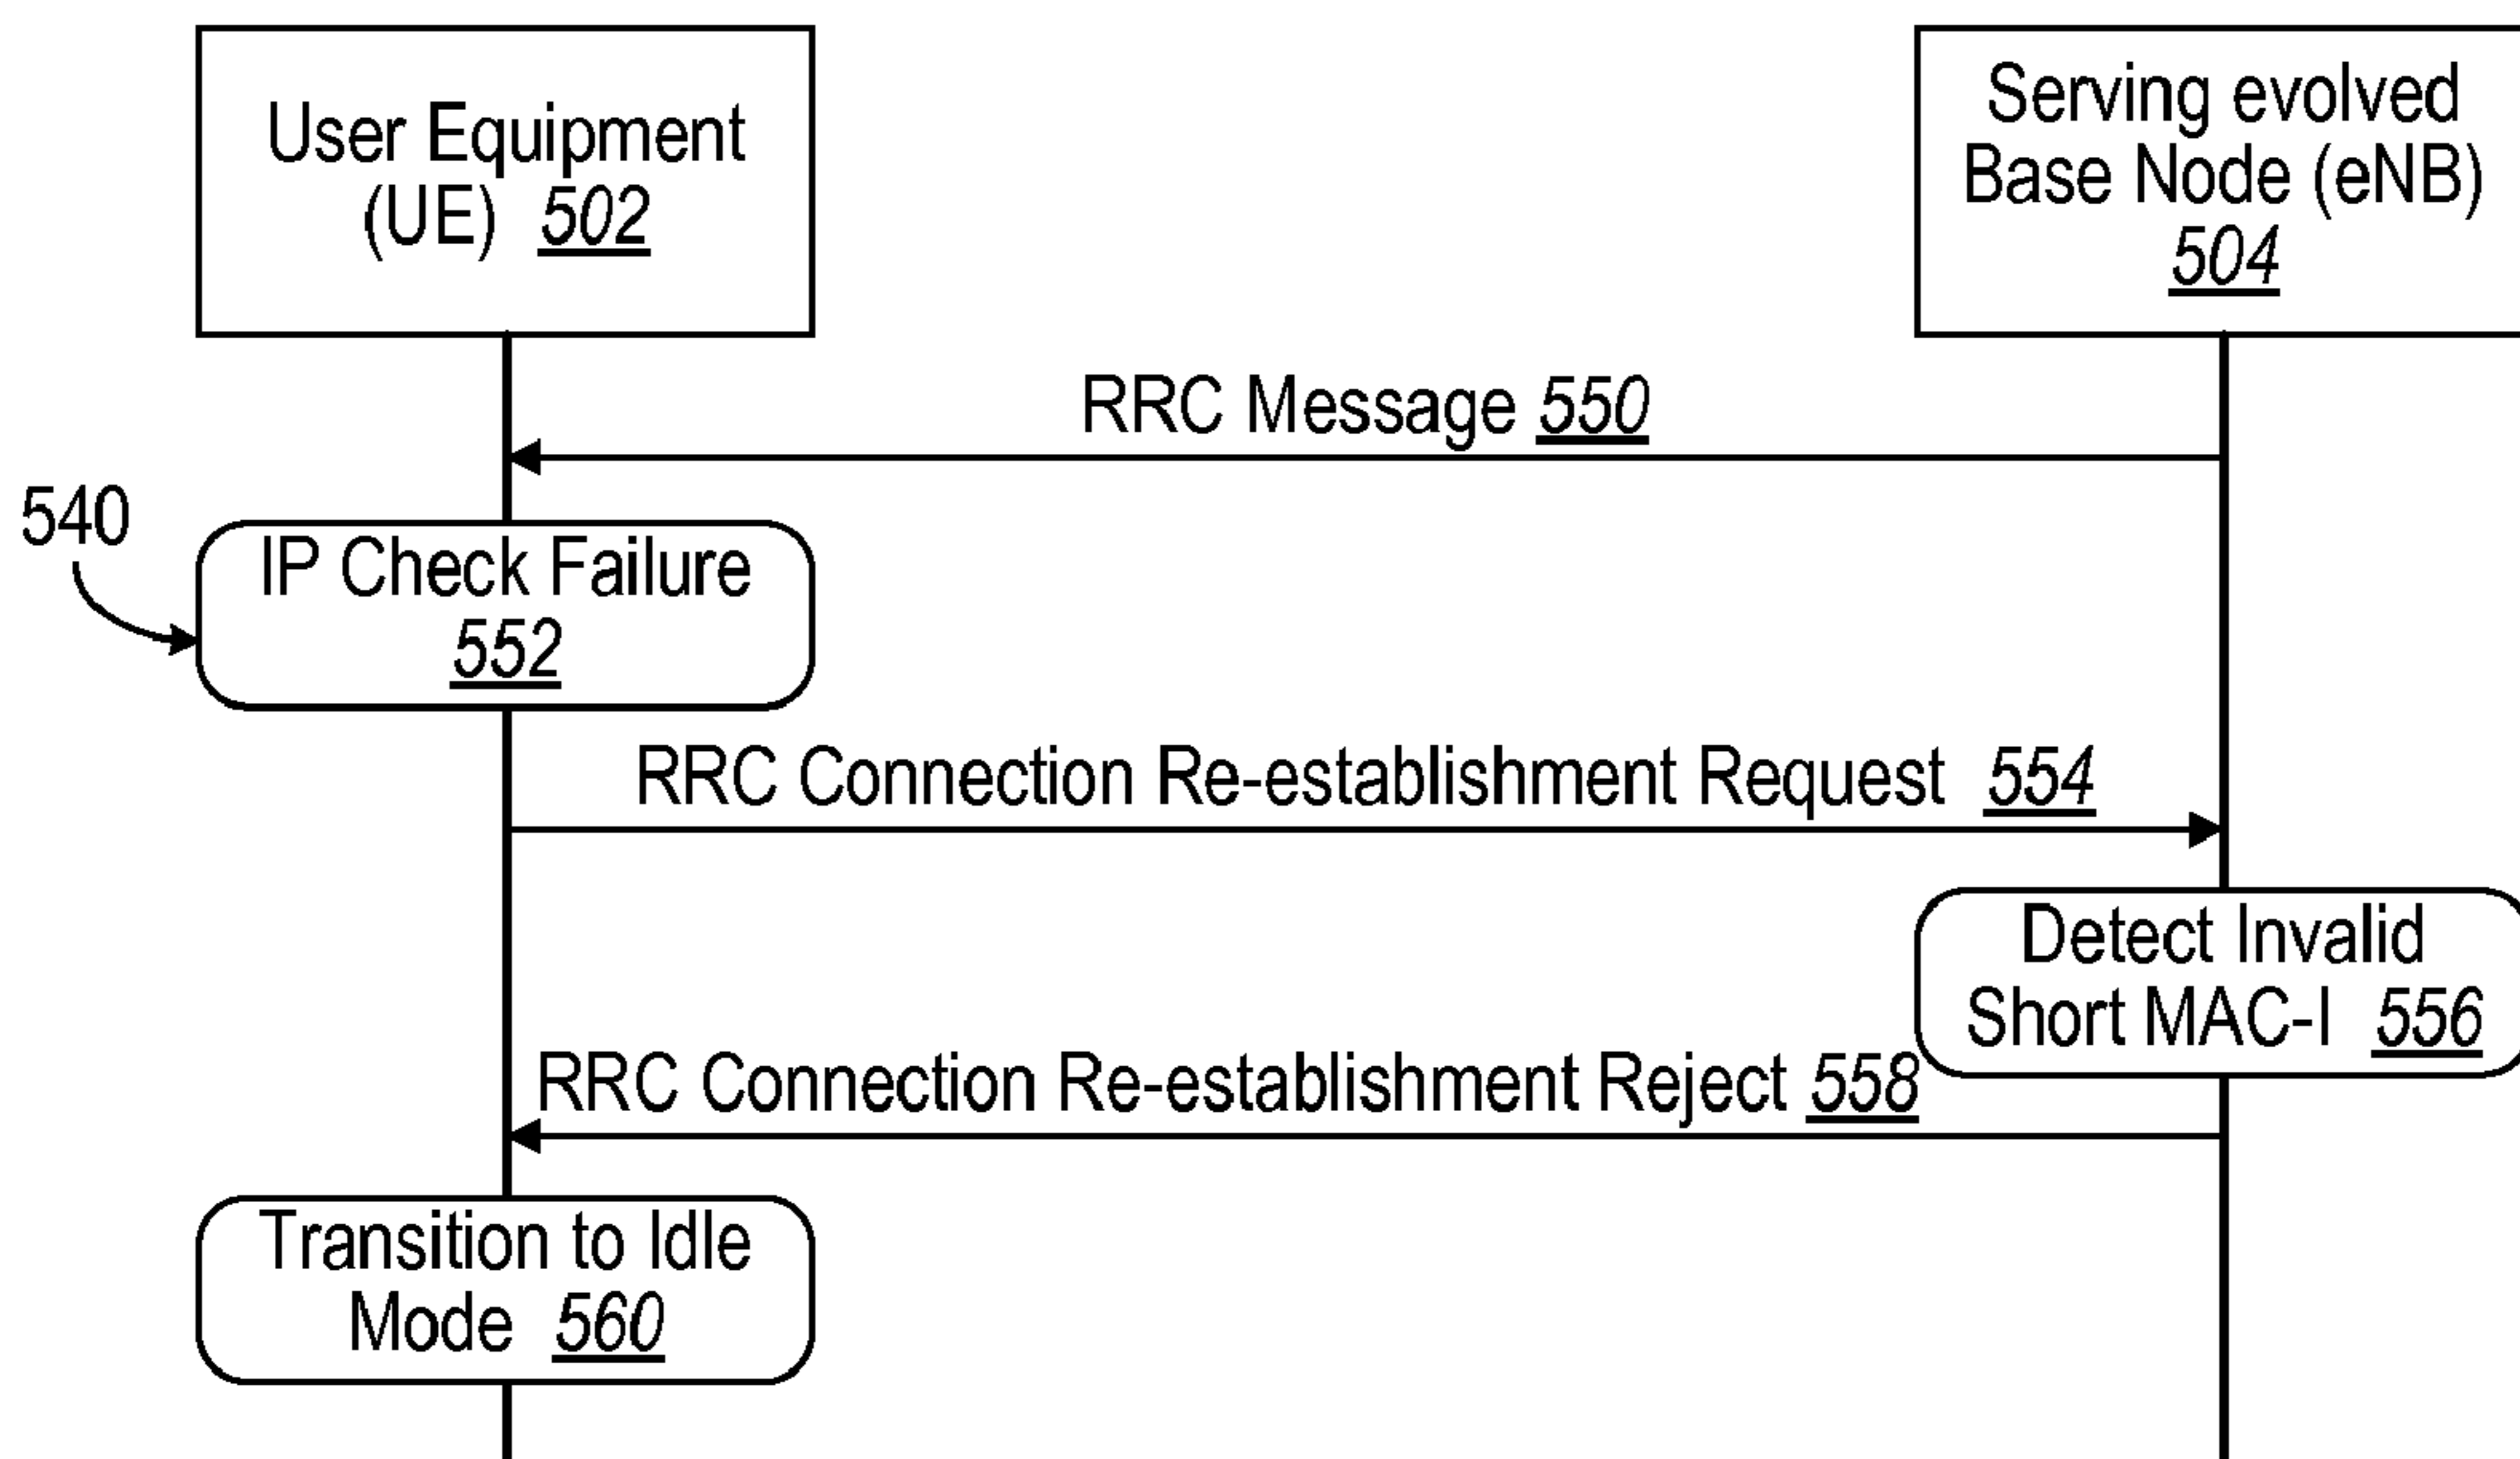 User Equipment
(UE) 502
Serving evolved
Base Node (eNB)
504
RRC Message 550
540
IP Check Failure
552
RRC Connection Re-establishment Request 554
Detect Invalid
Short MAC-I 556
RRC Connection Re-establishment Reject 558
Transition to Idle
Mode 560